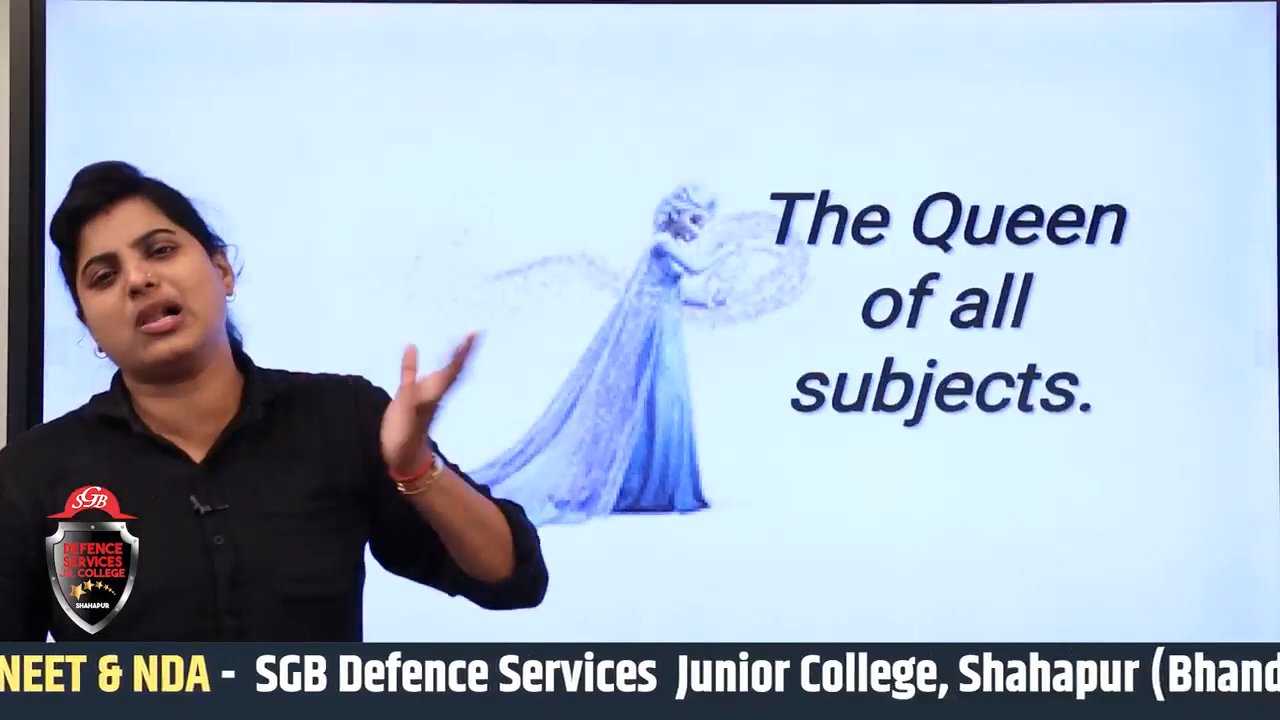 The Queen
of all
subjects.
SGB
DEFENCE
SERVICES
JR. COLLEGE
SHAHAPUR
NEET & NDA - SGB Defence Services Junior College, Shahapur (Bhand